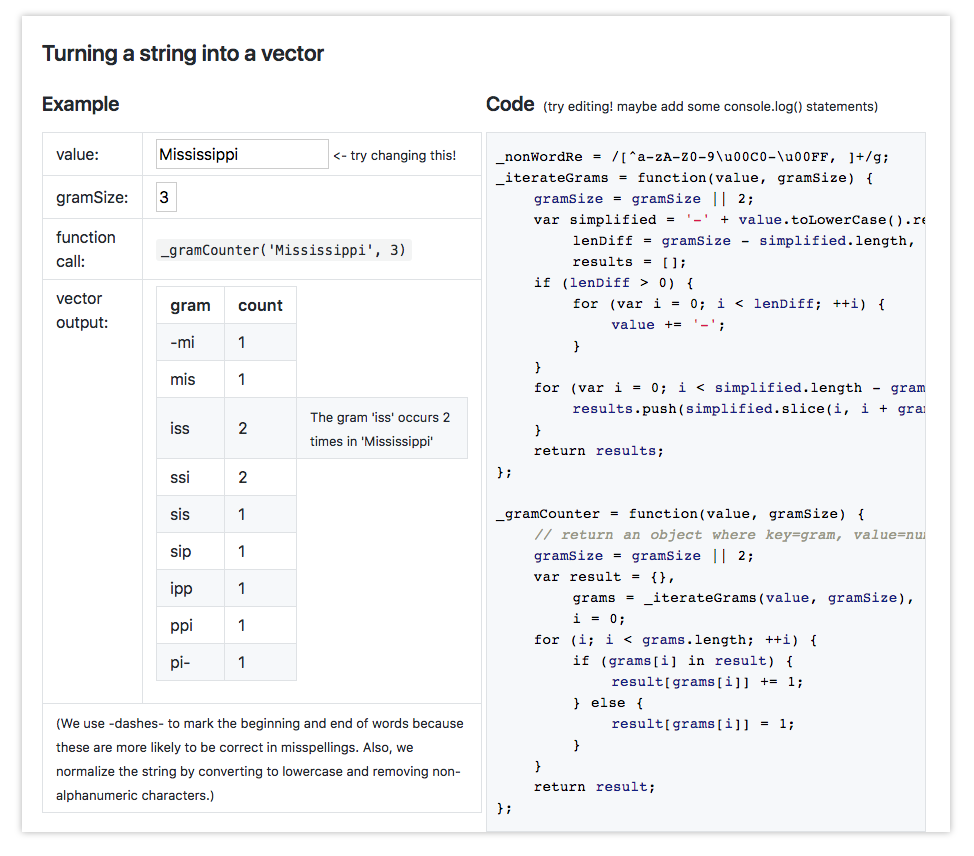 Turning a string into a vector
Example
value:
Mississippi
<- try changing this!
gramSize:
3
function
call:
_gramCounter('Mississippi', 3)
vector
output:
gram count
-mi 1
mis 1
iss 2
The gram 'iss' occurs 2
times in 'Mississippi'
ssi 2
sis 1
sip 1
ipp 1
ppi 1
pi- 1
(We use -dashes- to mark the beginning and end of words because
these are more likely to be correct in misspellings. Also, we
normalize the string by converting to lowercase and removing non-
alphanumeric characters.)
Code (try editing! maybe add some console.log() statements)
_nonWordRe = /[^a-zA-Z0-9\u00C0-\u00FF, ]+/g;
_iterateGrams = function(value, gramSize) {
gramSize = gramSize || 2;
var simplified = '-' + value.toLowerCase().re
lenDiff = gramSize - simplified.length,
results = [];
if (lenDiff > 0) {
for (var i = 0; i < lenDiff; ++i) {
value += '-';
}
}
for (var i = 0; i < simplified.length - gram
results.push(simplified.slice(i, i + gra
}
return results;
};
_gramCounter = function(value, gramSize) {
// return an object where key=gram, value=nu
gramSize = gramSize || 2;
var result = {},
grams = _iterateGrams(value, gramSize),
i = 0;
for (i; i < grams.length; ++i) {
if (grams[i] in result) {
result[grams[i]] += 1;
} else {
result[grams[i]] = 1;
}
}
return result;
};